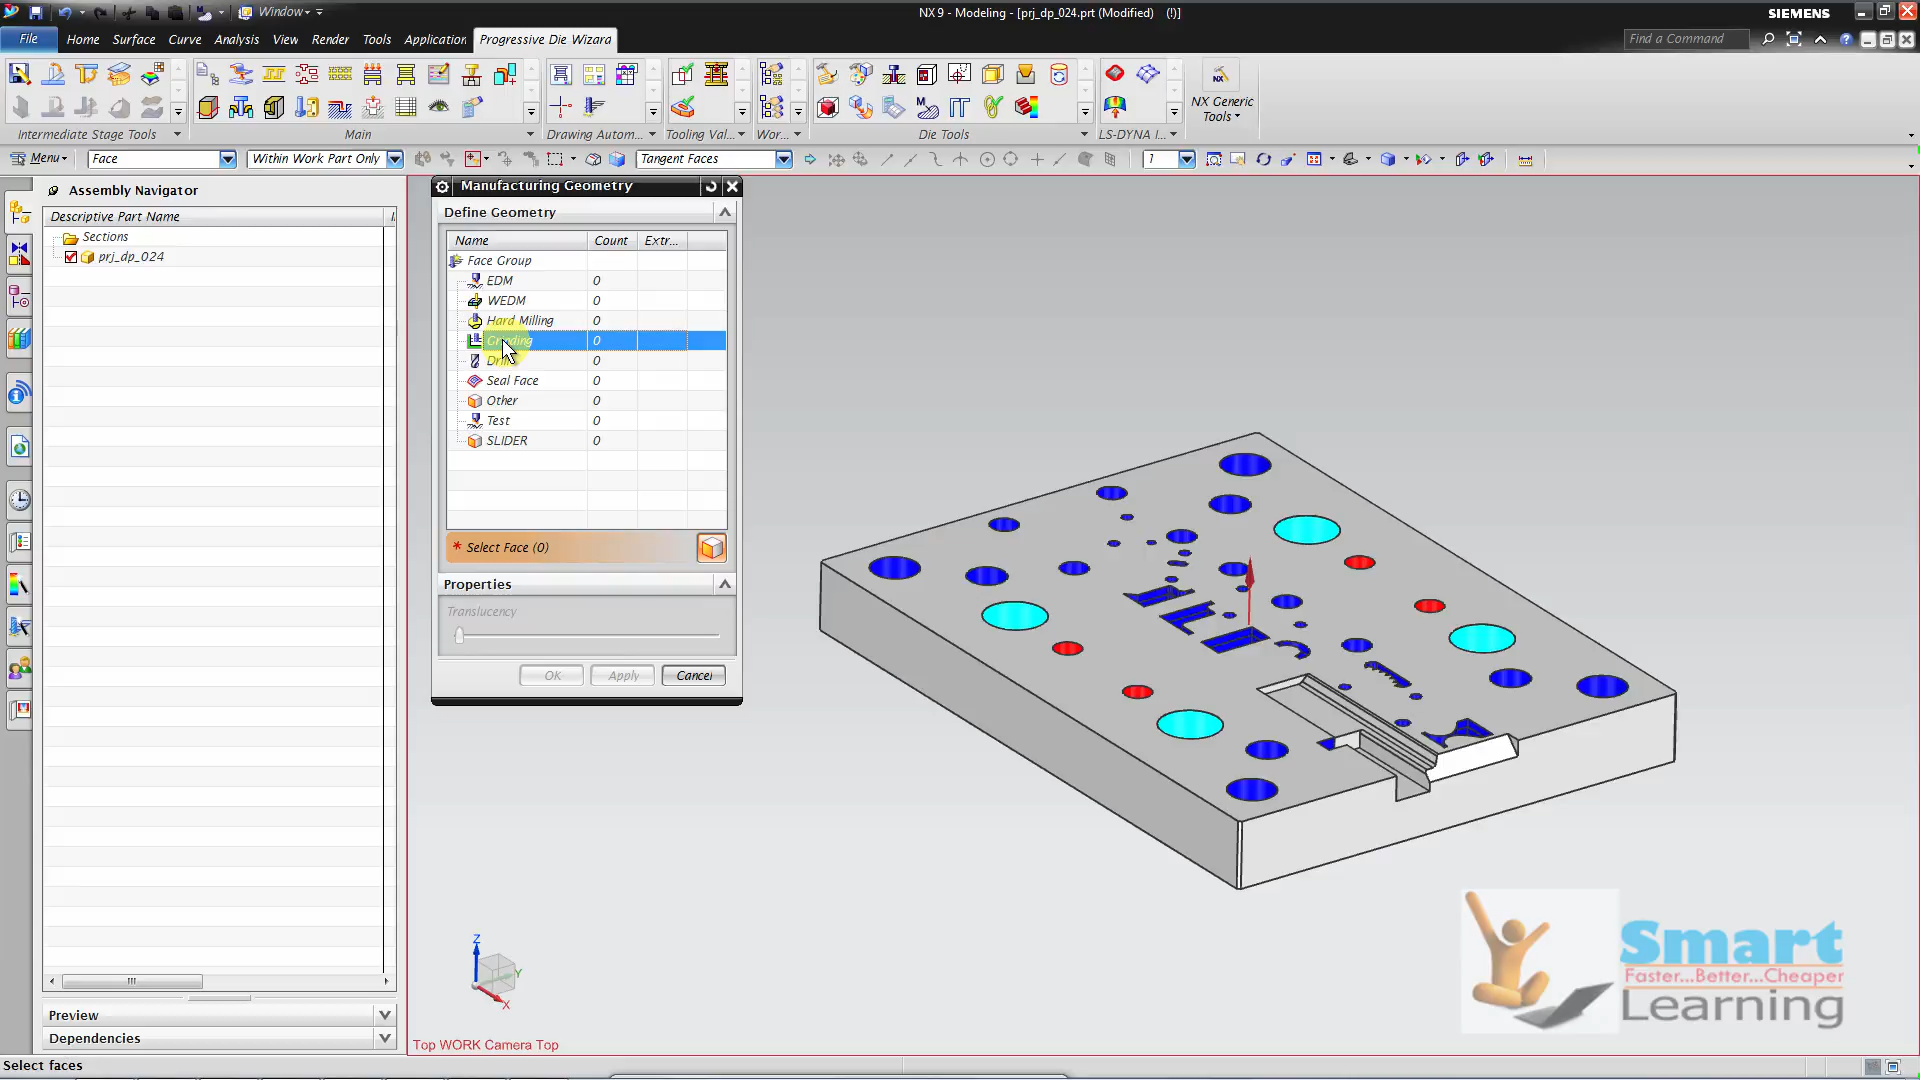 Window
NX 9 - Modeling - [prj_dp_024.prt (Modified) (!)]
SIEMENS
File
Home
Surface
Curve
Analysis
View
Render
Tools
Application
Progressive Die Wizard
Find a Command
NX Generic
Tools
Intermediate Stage Tools
Main
Drawing Autom...
Tooling Val...
Wor...
Die Tools
LS-DYNA I...
Menu
Face
Within Work Part Only
Tangent Faces
1
Assembly Navigator
Descriptive Part Name
Sections
prj_dp_024
Manufacturing Geometry
Define Geometry
Name Count Extr...
Face Group
EDM 0
WEDM 0
Hard Milling 0
Grinding 0
Drill 0
Seal Face 0
Other 0
Test 0
SLIDER 0
* Select Face (0)
Properties
Translucency
OK Apply Cancel
Z
Y
X
Top WORK Camera Top
Preview
Dependencies
Select faces
Smart
Faster...Better...Cheaper
Learning